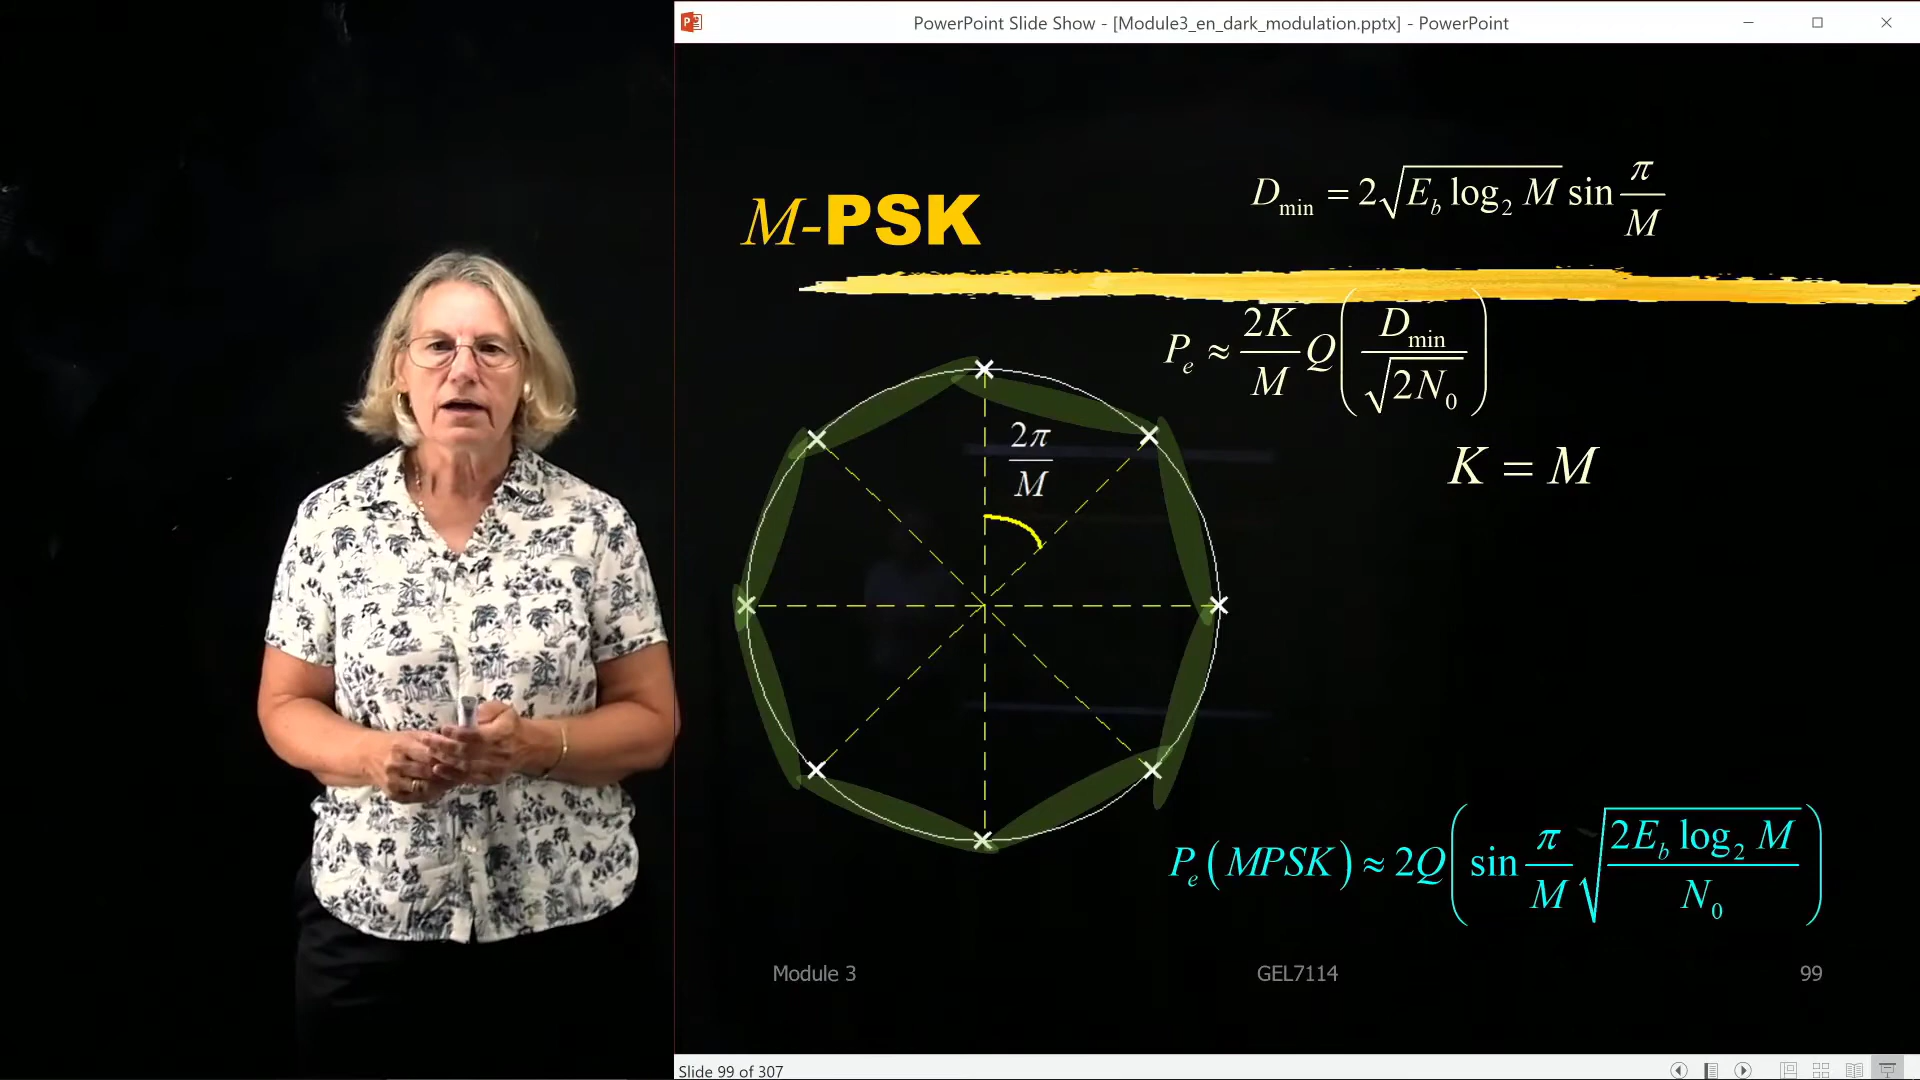 PowerPoint Slide Show - [Module3_en_dark_modulation.pptx] - PowerPoint
M-PSK
D_min = 2√(E_b log_2 M) sin π/M
P_e ≈ 2K/M Q(D_min/√(2N_0))
2π/M
K = M
P_e(MPSK) ≈ 2Q(sin π/M √(2E_b log_2 M/N_0))
Module 3
GEL7114
99
Slide 99 of 307